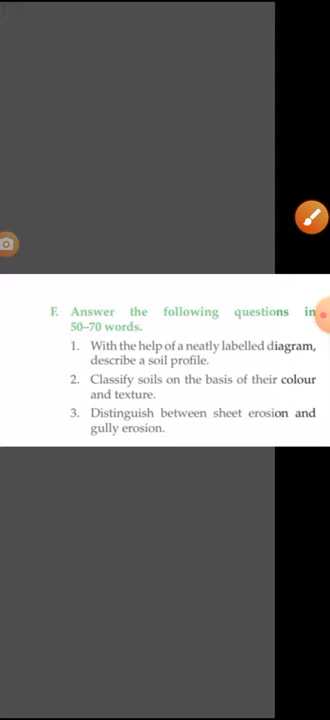 F. Answer the following questions in
50–70 words.
1. With the help of a neatly labelled diagram,
describe a soil profile.
2. Classify soils on the basis of their colour
and texture.
3. Distinguish between sheet erosion and
gully erosion.